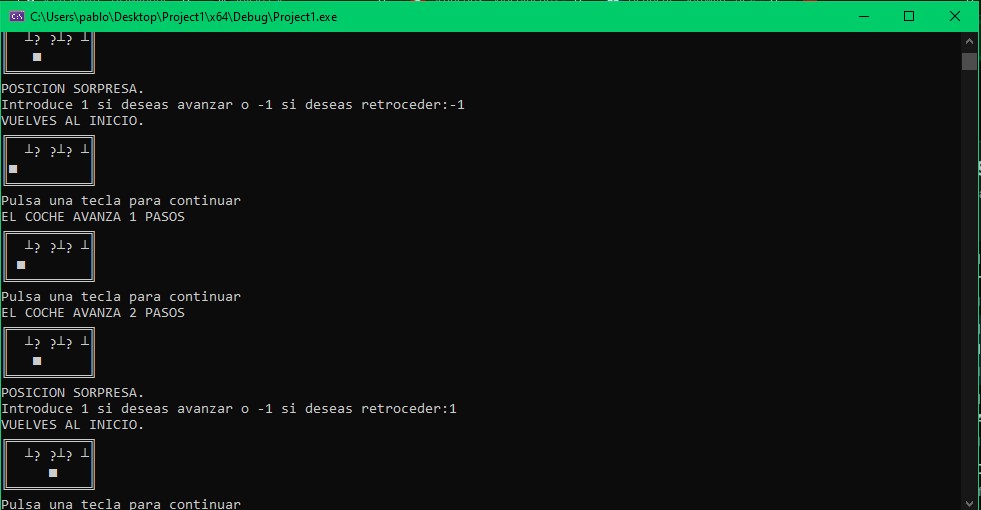 C:\Users\pablo\Desktop\Project1\x64\Debug\Project1.exe
┴? ?┴? ┴
■
POSICION SORPRESA.
Introduce 1 si deseas avanzar o -1 si deseas retroceder:-1
VUELVES AL INICIO.
┴? ?┴? ┴
■
Pulsa una tecla para continuar
EL COCHE AVANZA 1 PASOS
┴? ?┴? ┴
■
Pulsa una tecla para continuar
EL COCHE AVANZA 2 PASOS
┴? ?┴? ┴
■
POSICION SORPRESA.
Introduce 1 si deseas avanzar o -1 si deseas retroceder:1
VUELVES AL INICIO.
┴? ?┴? ┴
■
Pulsa una tecla para continuar